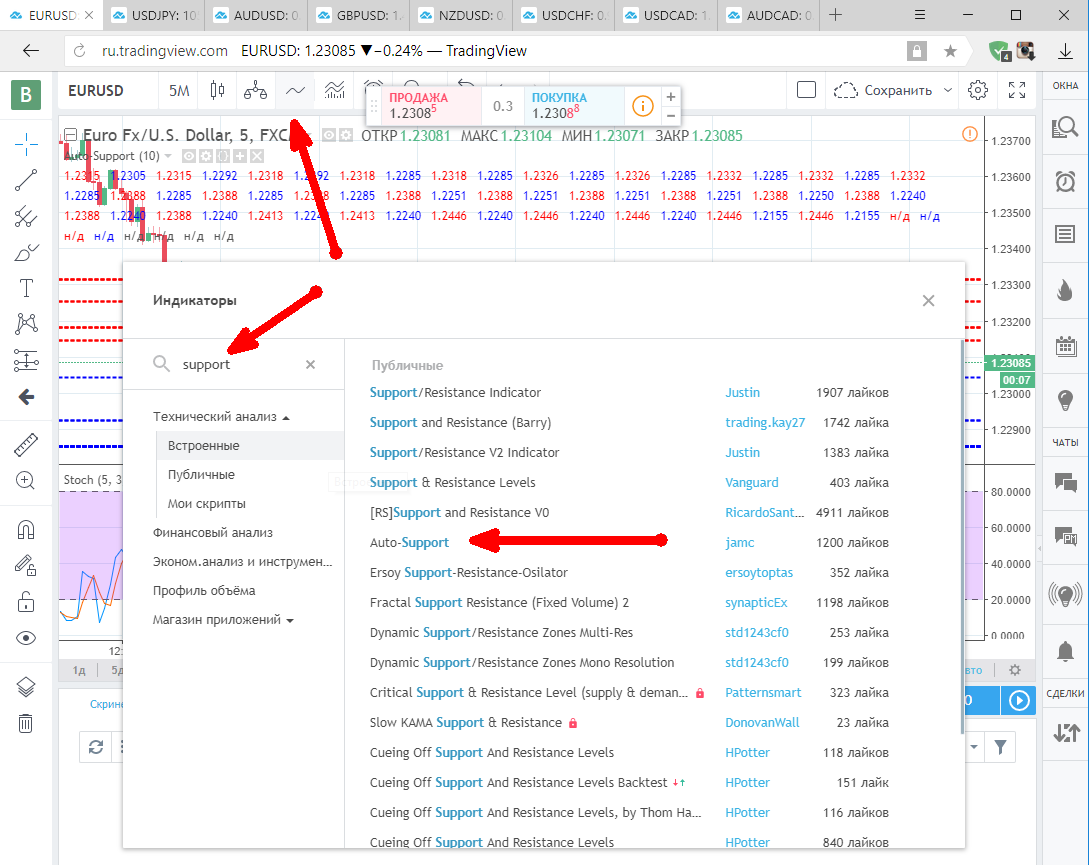 EURUSD: USDJPY: 10 AUDUSD: 0. GBPUSD: 1. NZDUSD: 0. USDCHF: 0. USDCAD: 1. AUDCAD: 0
ru.tradingview.com EURUSD: 1.23085 ▼−0.24% — TradingView 4
B EURUSD 5М ПРОДАЖА 1.23085 0.3 ПОКУПКА 1.23088 Сохранить ОКНА
Euro Fx/U.S. Dollar, 5, FXC ОТКР 1.23081 МАКС 1.23104 МИН 1.23071 ЗАКР 1.23085
Auto-Support (10)
1.2315 1.2305 1.2315 1.2292 1.2318 1.2292 1.2318 1.2285 1.2318 1.2285 1.2326 1.2285 1.2326 1.2285 1.2332 1.2285 1.2332 1.2285 1.2332
1.2285 1.2388 1.2285 1.2388 1.2285 1.2388 1.2251 1.2388 1.2251 1.2388 1.2251 1.2388 1.2251 1.2388 1.2250 1.2388 1.2240
1.2388 1.2240 1.2388 1.2240 1.2413 1.2240 1.2413 1.2240 1.2446 1.2240 1.2446 1.2240 1.2446 1.2240 1.2446 1.2155 1.2446 1.2155 н/д н/д
н/д н/д н/д н/д н/д н/д
1.23700
1.23600
1.23500
1.23400
1.23300
1.23200
1.23085
00:07
1.23000
1.22900
80.0000
60.0000
40.0000
20.0000
0.0000
Stoch (5, 3
12:
1д 5д
вто
Скрине
Индикаторы
support
Технический анализ
Встроенные
Публичные
Мои скрипты
Финансовый анализ
Эконом.анализ и инструмен...
Профиль объёма
Магазин приложений
Публичные
Support/Resistance Indicator Justin 1907 лайков
Support and Resistance (Barry) trading.kay27 1742 лайка
Support/Resistance V2 Indicator Justin 1383 лайка
Support & Resistance Levels Vanguard 403 лайка
[RS]Support and Resistance V0 RicardoSant... 4911 лайков
Auto-Support jamc 1200 лайков
Ersoy Support-Resistance-Osilator ersoytoptas 352 лайка
Fractal Support Resistance (Fixed Volume) 2 synapticEx 1198 лайков
Dynamic Support/Resistance Zones Multi-Res std1243cf0 253 лайка
Dynamic Support/Resistance Zones Mono Resolution std1243cf0 199 лайков
Critical Support & Resistance Level (supply & deman... Patternsmart 323 лайка
Slow KAMA Support & Resistance DonovanWall 23 лайка
Cueing Off Support And Resistance Levels HPotter 118 лайков
Cueing Off Support And Resistance Levels Backtest HPotter 151 лайк
Cueing Off Support And Resistance Levels, by Thom Ha... HPotter 116 лайков
Cueing Off Support And Resistance Levels HPotter 840 лайков
ЧАТЫ
СДЕЛКИ